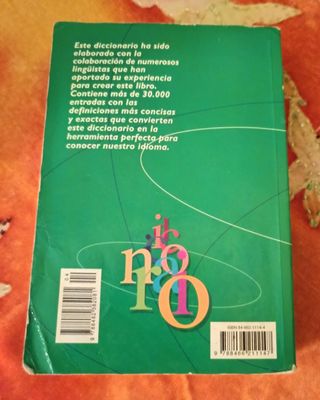 Este diccionario ha sido
elaborado con la
colaboración de numerosos
lingüistas que han
aportado su experiencia
para crear este libro.
Contiene más de 30.000
entradas con las
definiciones más concisas
y exactas que convierten
este diccionario en la
herramienta perfecta para
conocer nuestro idioma.